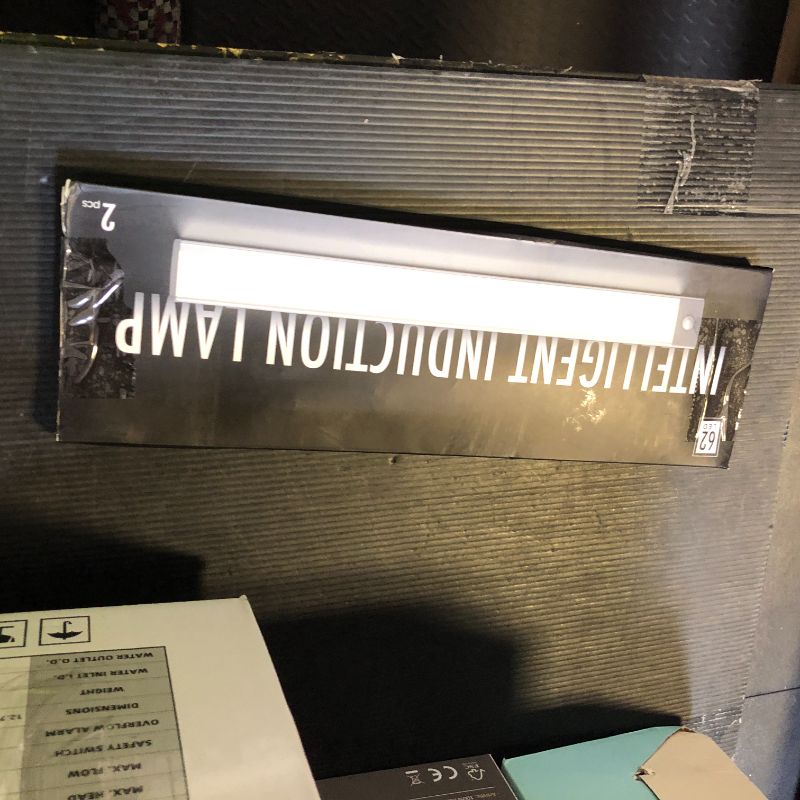 2 pcs
INTELLIGENT INDUCTION LAMP
62
LED
MAX. HEAD
MAX. FLOW
SAFETY SWITCH
OVERFLOW ALARM
DIMENSIONS
WEIGHT
WATER INLET I.D.
WATER OUTLET O.D.
CE